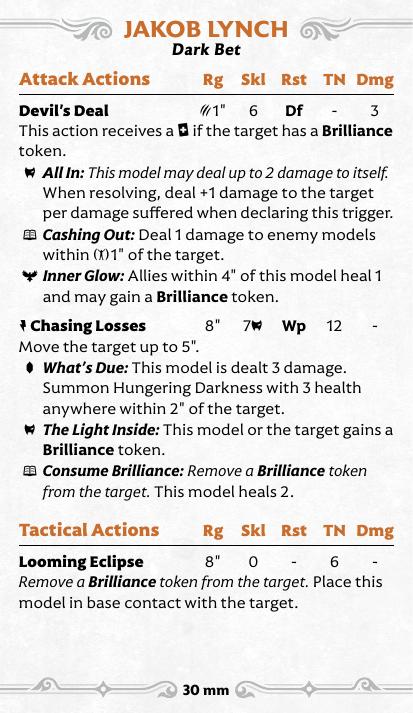 JAKOB LYNCH
Dark Bet
Attack Actions Rg Skl Rst TN Dmg
Devil's Deal 1" 6 Df - 3
This action receives a if the target has a Brilliance
token.
All In: This model may deal up to 2 damage to itself.
When resolving, deal +1 damage to the target
per damage suffered when declaring this trigger.
Cashing Out: Deal 1 damage to enemy models
within 1" of the target.
Inner Glow: Allies within 4" of this model heal 1
and may gain a Brilliance token.
Chasing Losses 8" 7 Wp 12 -
Move the target up to 5".
What's Due: This model is dealt 3 damage.
Summon Hungering Darkness with 3 health
anywhere within 2" of the target.
The Light Inside: This model or the target gains a
Brilliance token.
Consume Brilliance: Remove a Brilliance token
from the target. This model heals 2.
Tactical Actions Rg Skl Rst TN Dmg
Looming Eclipse 8" 0 - 6 -
Remove a Brilliance token from the target. Place this
model in base contact with the target.
30 mm